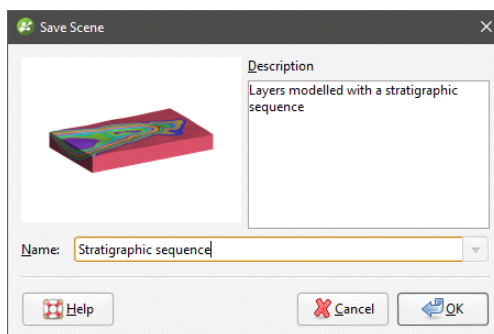 Save Scene
Description
Layers modelled with a stratigraphic
sequence
Name: Stratigraphic sequence
Help Cancel OK